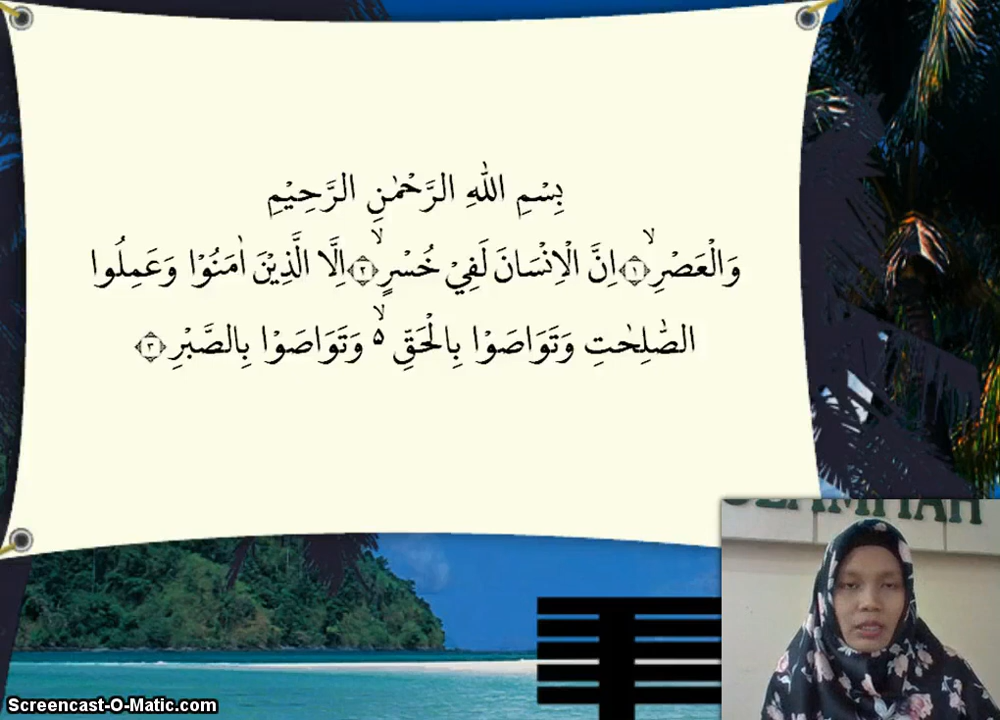 بِسْمِ اللّٰهِ الرَّحْمٰنِ الرَّحِيْمِ
وَالْعَصْرِۙ ۝١ اِنَّ الْاِنْسَانَ لَفِيْ خُسْرٍۙ ۝٢ اِلَّا الَّذِيْنَ اٰمَنُوْا وَعَمِلُوا
الصّٰلِحٰتِ وَتَوَاصَوْا بِالْحَقِّ ەۙ وَتَوَاصَوْا بِالصَّبْرِ ۝٣
Screencast-O-Matic.com